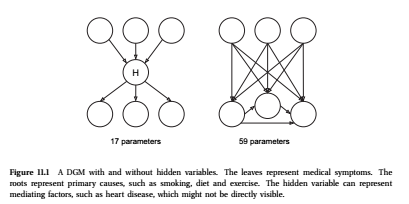 H
17 parameters 59 parameters
Figure 11.1 A DGM with and without hidden variables. The leaves represent medical symptoms. The
roots represent primary causes, such as smoking, diet and exercise. The hidden variable can represent
mediating factors, such as heart disease, which might not be directly visible.